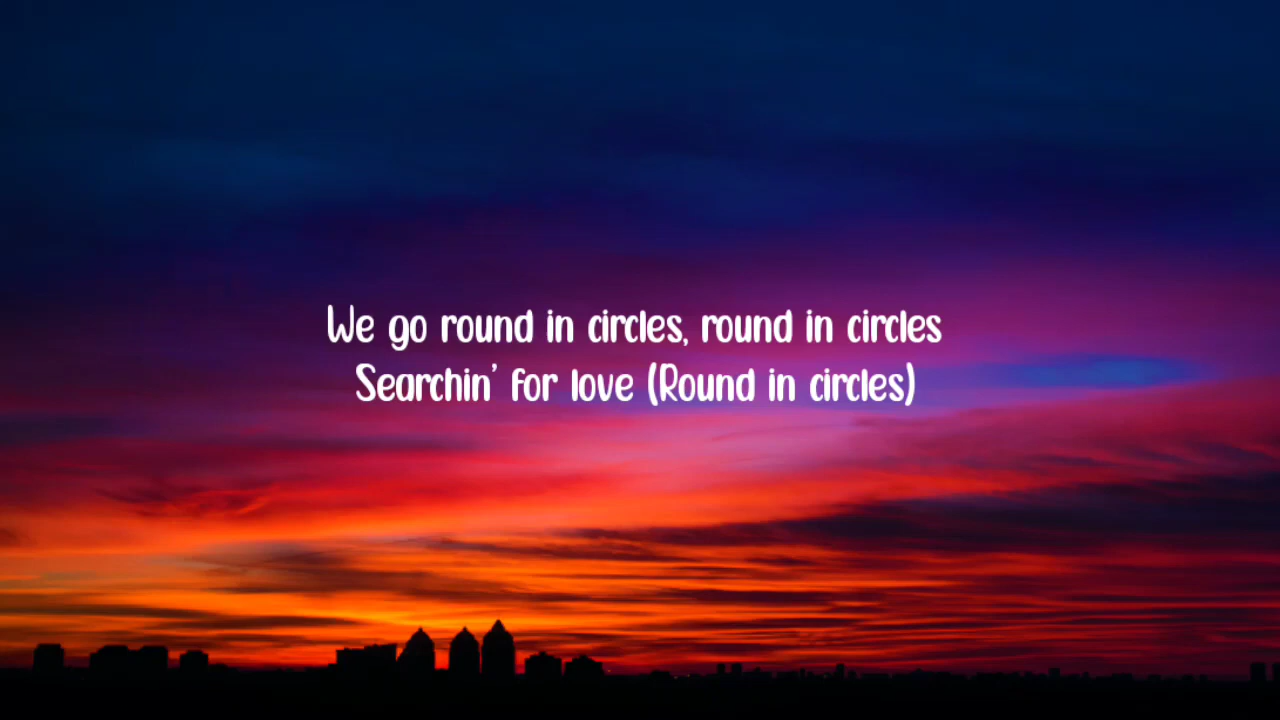 We go round in circles, round in circles
Searchin' for love (Round in circles)